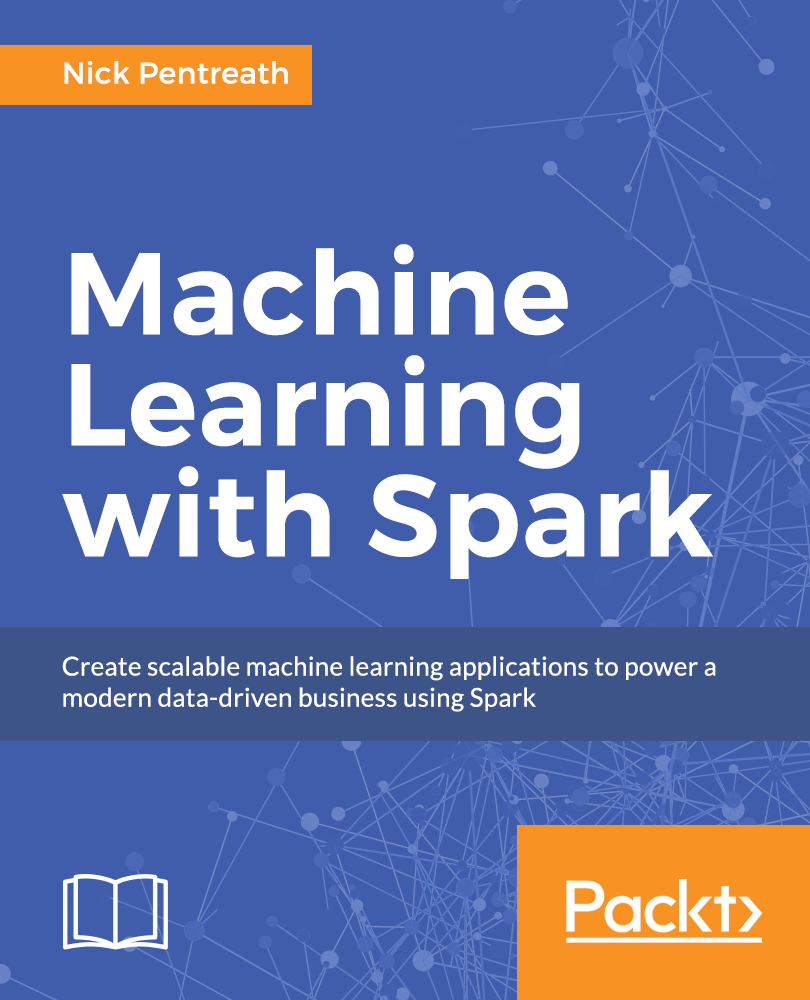 Nick Pentreath
Machine
Learning
with Spark
Create scalable machine learning applications to power a
modern data-driven business using Spark
Packt